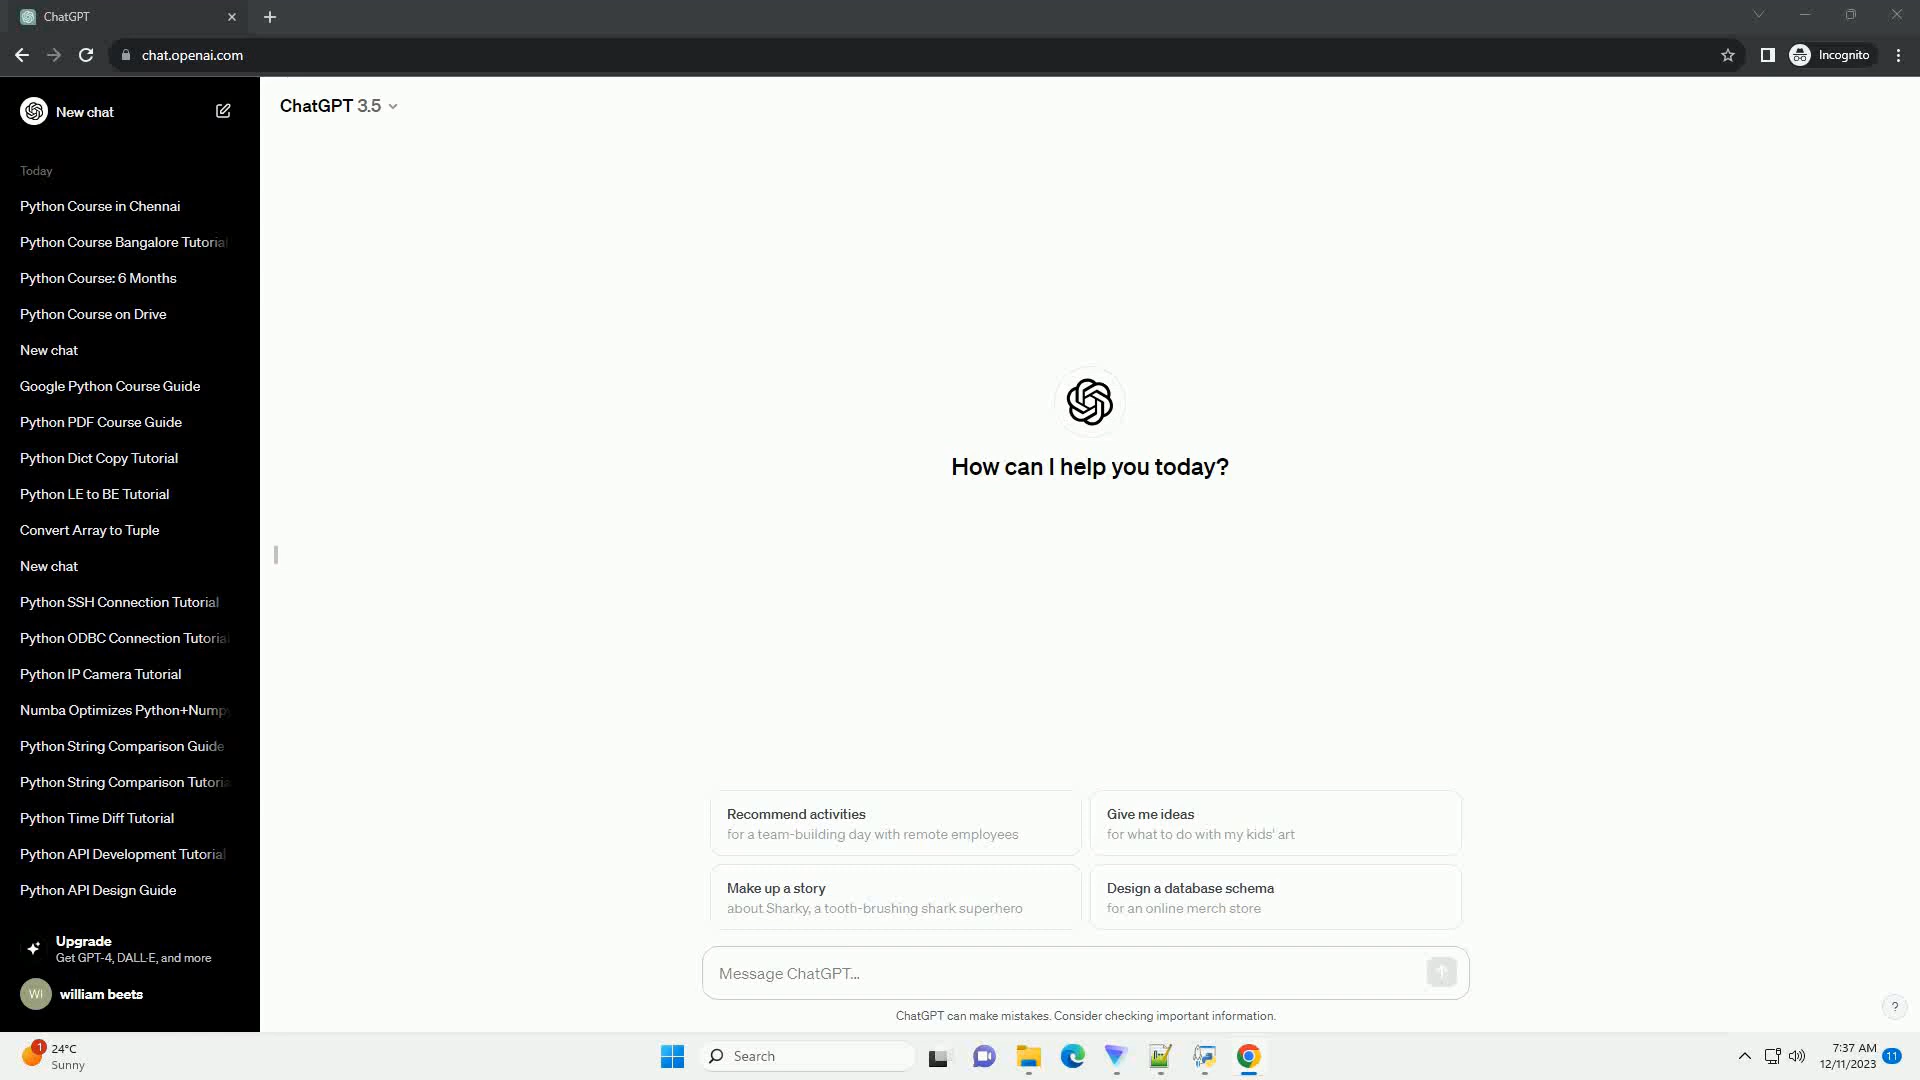 ChatGPT
chat.openai.com
Incognito
New chat
ChatGPT 3.5
Today
Python Course in Chennai
Python Course Bangalore Tutorial
Python Course: 6 Months
Python Course on Drive
New chat
Google Python Course Guide
Python PDF Course Guide
Python Dict Copy Tutorial
Python LE to BE Tutorial
Convert Array to Tuple
New chat
Python SSH Connection Tutorial
Python ODBC Connection Tutoria
Python IP Camera Tutorial
Numba Optimizes Python+Nump
Python String Comparison Guide
Python String Comparison Tutoria
Python Time Diff Tutorial
Python API Development Tutorial
Python API Design Guide
Upgrade
Get GPT-4, DALL·E, and more
WI
william beets
How can I help you today?
Recommend activities
for a team-building day with remote employees
Give me ideas
for what to do with my kids' art
Make up a story
about Sharky, a tooth-brushing shark superhero
Design a database schema
for an online merch store
Message ChatGPT...
ChatGPT can make mistakes. Consider checking important information.
?
1
24°C
Sunny
Search
7:37 AM
12/11/2023
11